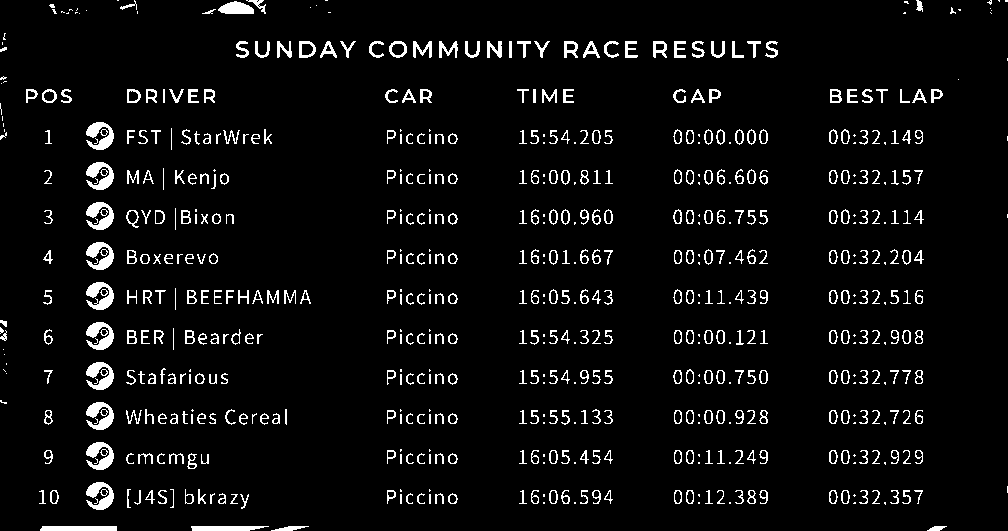 SUNDAY COMMUNITY RACE RESULTS
POS DRIVER CAR TIME GAP BEST LAP
1 FST | StarWrek Piccino 15:54.205 00:00.000 00:32.149
2 MA | Kenjo Piccino 16:00.811 00:06.606 00:32.157
3 QYD |Bixon Piccino 16:00.960 00:06.755 00:32.114
4 Boxerevo Piccino 16:01.667 00:07.462 00:32.204
5 HRT | BEEFHAMMA Piccino 16:05.643 00:11.439 00:32.516
6 BER | Bearder Piccino 15:54.325 00:00.121 00:32.908
7 Stafarious Piccino 15:54.955 00:00.750 00:32.778
8 Wheaties Cereal Piccino 15:55.133 00:00.928 00:32.726
9 cmcmgu Piccino 16:05.454 00:11.249 00:32.929
10 [J4S] bkrazy Piccino 16:06.594 00:12.389 00:32.357